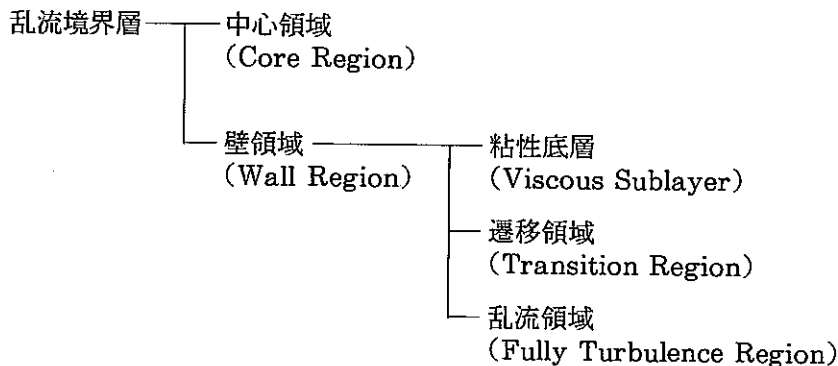 乱流境界層
中心領域
(Core Region)
壁領域
(Wall Region)
粘性底層
(Viscous Sublayer)
遷移領域
(Transition Region)
乱流領域
(Fully Turbulence Region)